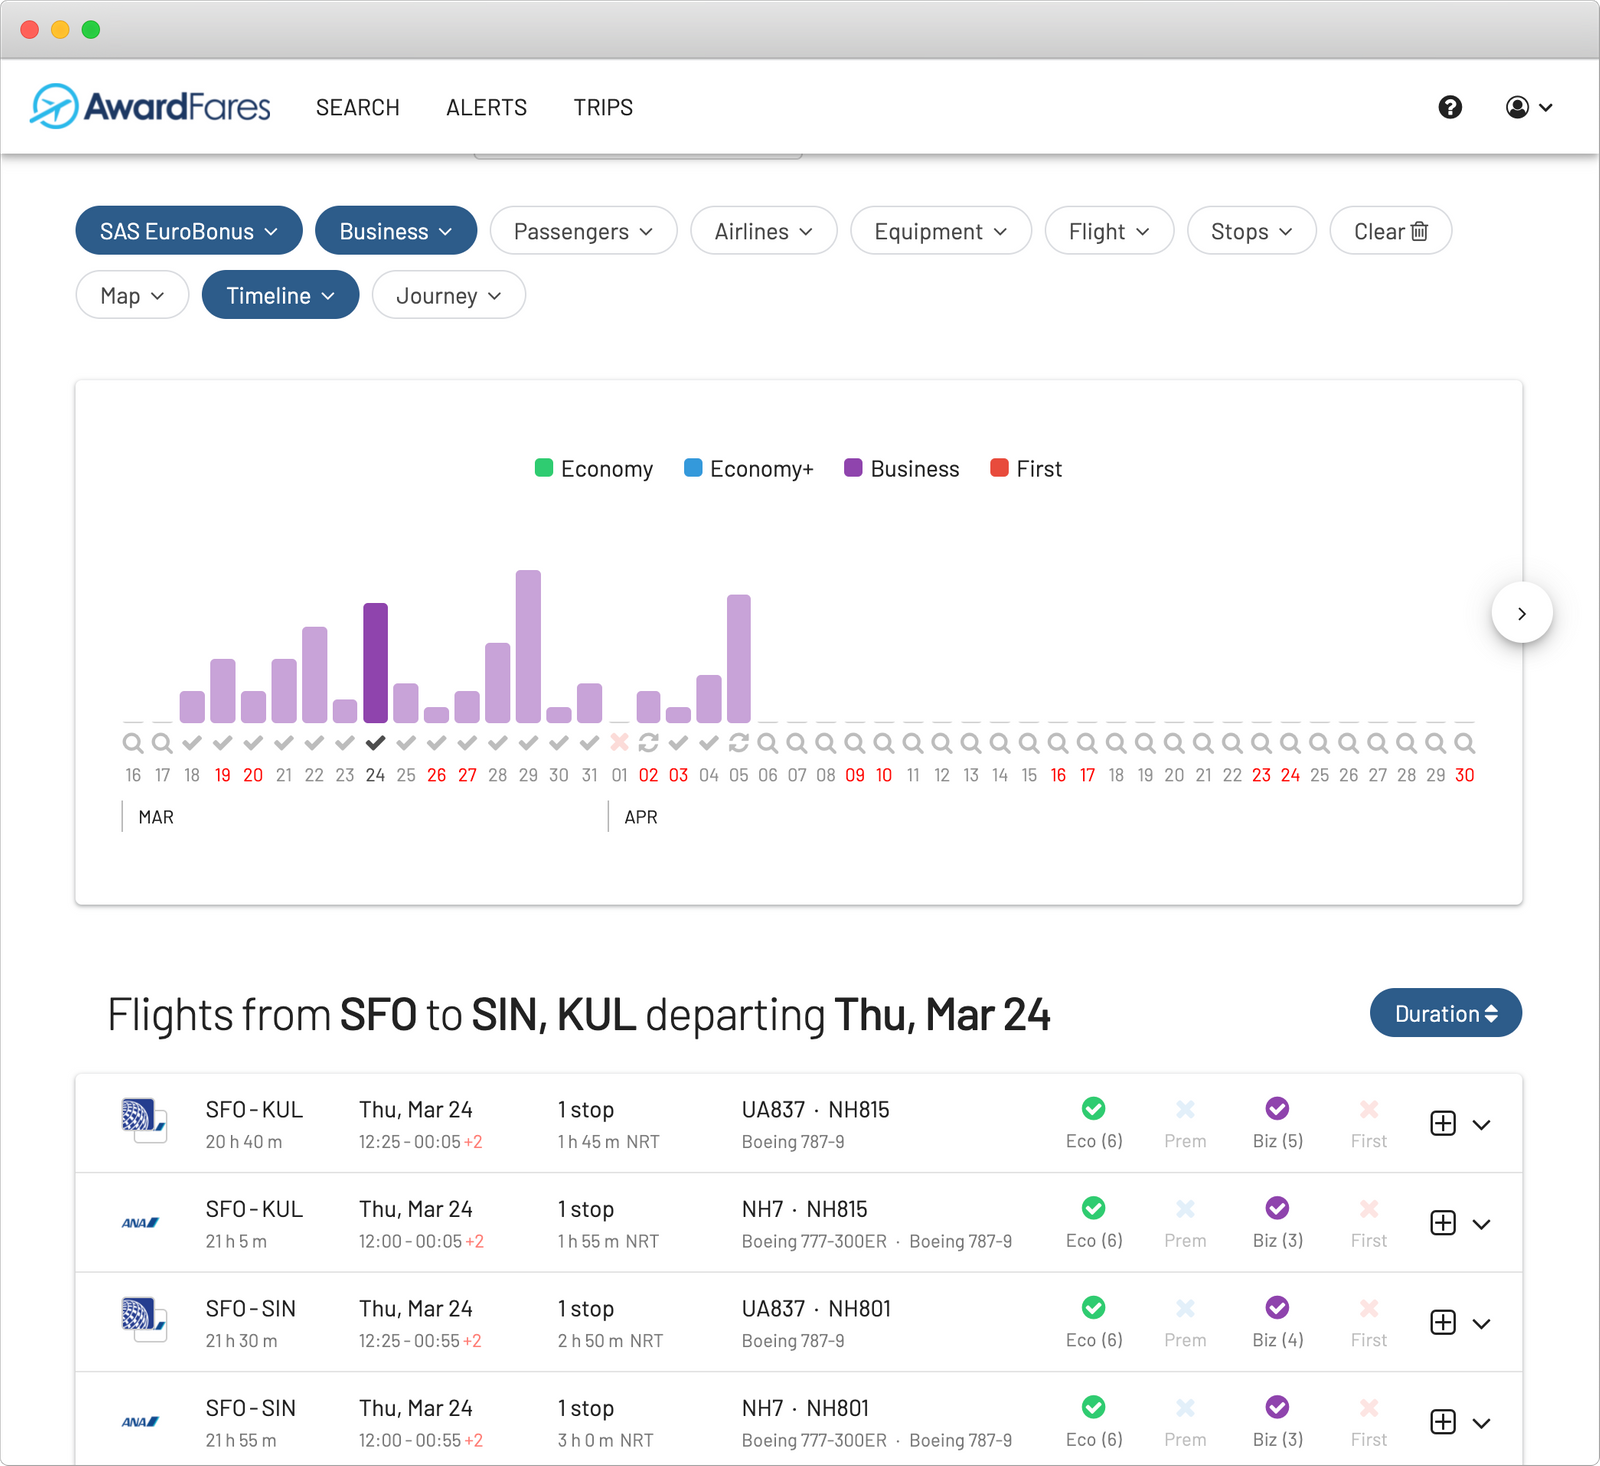 AwardFares SEARCH ALERTS TRIPS
SAS EuroBonus Business Passengers Airlines Equipment Flight Stops Clear
Map Timeline Journey
Economy Economy+ Business First
16 17 18 19 20 21 22 23 24 25 26 27 28 29 30 31 01 02 03 04 05 06 07 08 09 10 11 12 13 14 15 16 17 18 19 20 21 22 23 24 25 26 27 28 29 30
MAR APR
Flights from SFO to SIN, KUL departing Thu, Mar 24 Duration
SFO - KUL Thu, Mar 24 1 stop UA837 · NH815
20 h 40 m 12:25 - 00:05 +2 1 h 45 m NRT Boeing 787-9 Eco (6) Prem Biz (5) First
ANA SFO - KUL Thu, Mar 24 1 stop NH7 · NH815
21 h 5 m 12:00 - 00:05 +2 1 h 55 m NRT Boeing 777-300ER · Boeing 787-9 Eco (6) Prem Biz (3) First
SFO - SIN Thu, Mar 24 1 stop UA837 · NH801
21 h 30 m 12:25 - 00:55 +2 2 h 50 m NRT Boeing 787-9 Eco (6) Prem Biz (4) First
ANA SFO - SIN Thu, Mar 24 1 stop NH7 · NH801
21 h 55 m 12:00 - 00:55 +2 3 h 0 m NRT Boeing 777-300ER · Boeing 787-9 Eco (6) Prem Biz (3) First